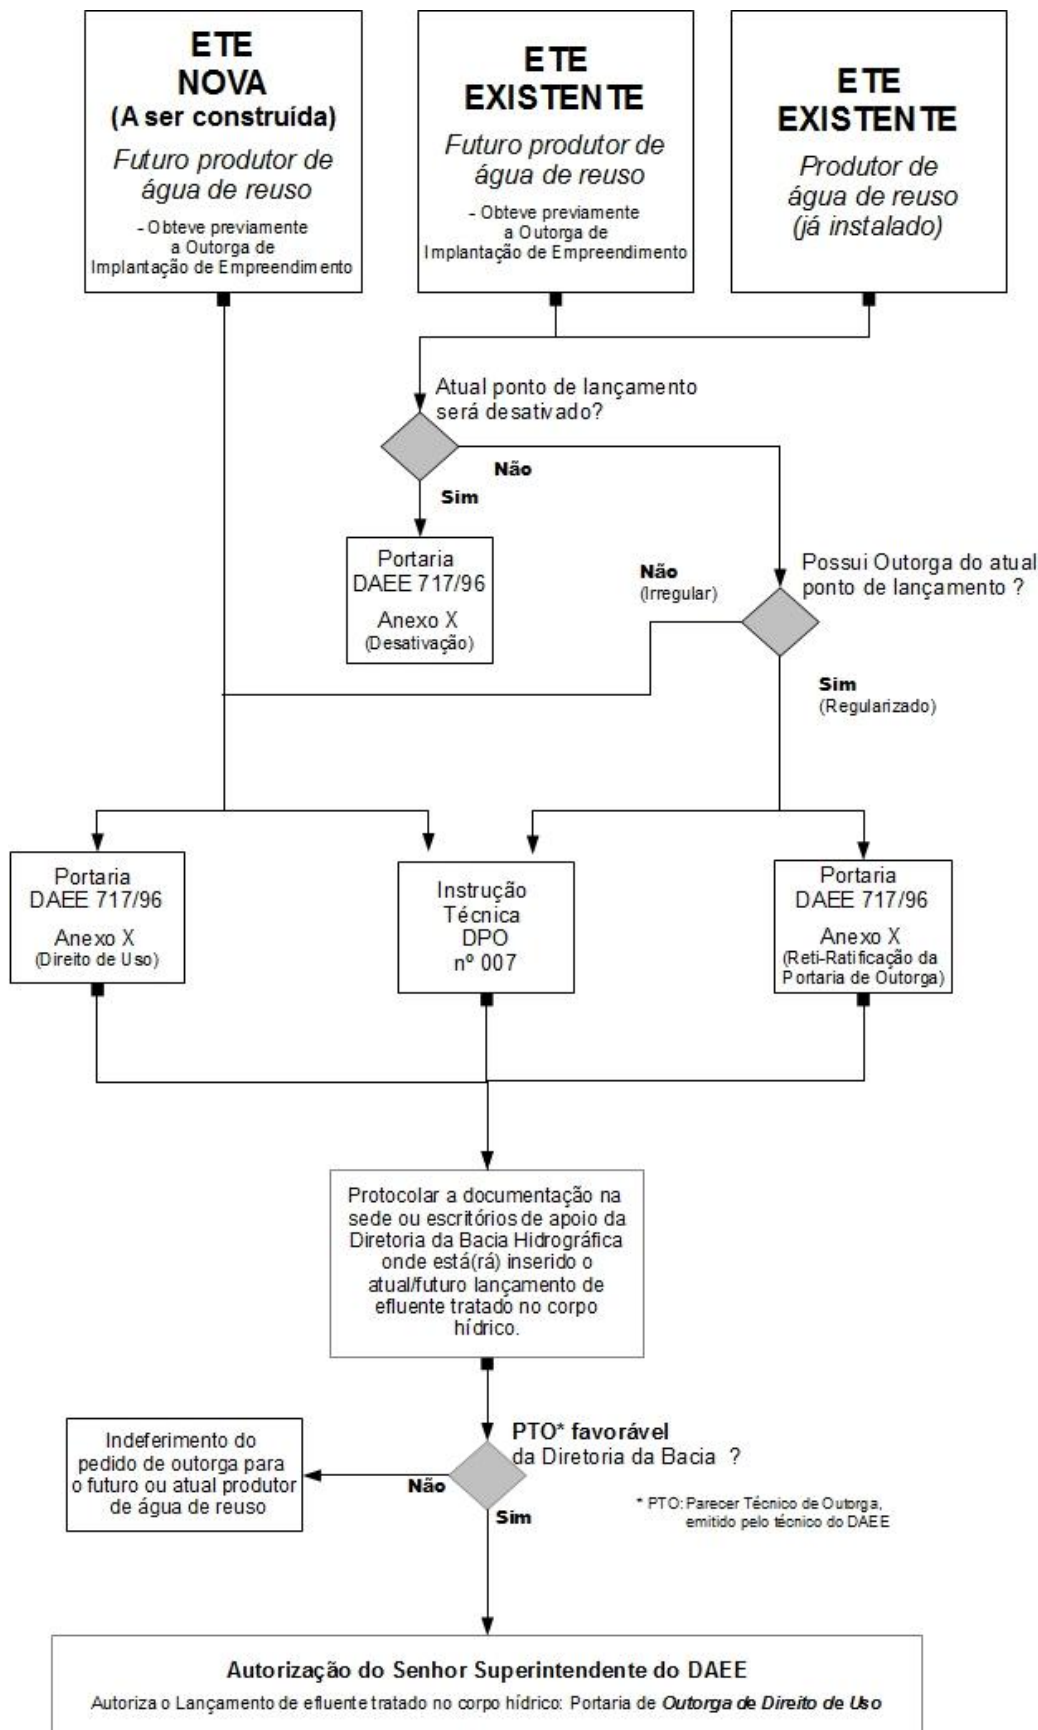 ETE
NOVA
(A ser construída)
Futuro produtor de
água de reuso
- Obteve previamente
a Outorga de
Implantação de Empreendimento
ETE
EXISTENTE
Futuro produtor de
água de reuso
- Obteve previamente
a Outorga de
Implantação de Empreendimento
ETE
EXISTENTE
Produtor de
água de reuso
(já instalado)
Atual ponto de lançamento
será desativado?
Não
Sim
Portaria
DAEE 717/96
Anexo X
(Desativação)
Possui Outorga do atual
ponto de lançamento ?
Não
(Irregular)
Sim
(Regularizado)
Portaria
DAEE 717/96
Anexo X
(Direito de Uso)
Instrução
Técnica
DPO
nº 007
Portaria
DAEE 717/96
Anexo X
(Reti-Ratificação da
Portaria de Outorga)
Protocolar a documentação na
sede ou escritórios de apoio da
Diretoria da Bacia Hidrográfica
onde está(rá) inserido o
atual/futuro lançamento de
efluente tratado no corpo
hídrico.
PTO* favorável
da Diretoria da Bacia ?
Não
Sim
Indeferimento do
pedido de outorga para
o futuro ou atual produtor
de água de reuso
* PTO: Parecer Técnico de Outorga,
emitido pelo técnico do DAEE
Autorização do Senhor Superintendente do DAEE
Autoriza o Lançamento de efluente tratado no corpo hídrico: Portaria de Outorga de Direito de Uso